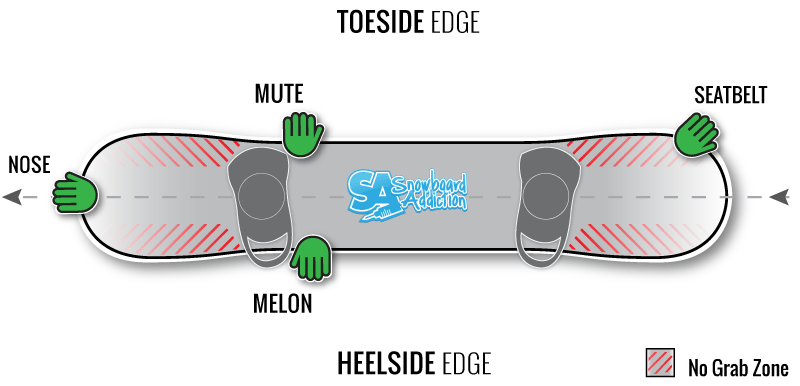 TOESIDE EDGE
MUTE
SEATBELT
NOSE
SA Snowboard
Addiction
MELON
HEELSIDE EDGE
No Grab Zone